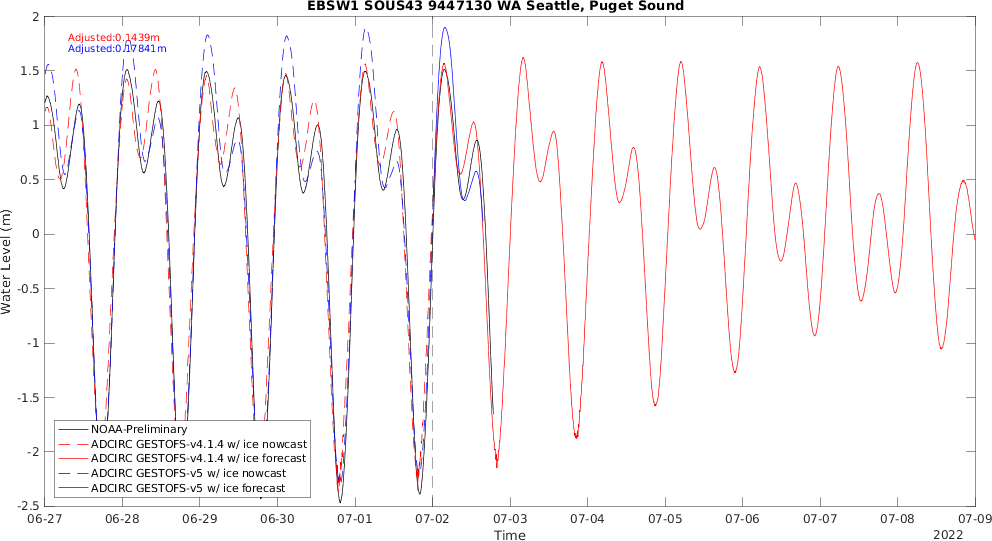 EBSW1 SOUS43 9447130 WA Seattle, Puget Sound
Adjusted:0.1439m
Adjusted:0.17841m
Water Level (m)
2
1.5
1
0.5
0
-0.5
-1
-1.5
-2
-2.5
NOAA-Preliminary
ADCIRC GESTOFS-v4.1.4 w/ ice nowcast
ADCIRC GESTOFS-v4.1.4 w/ ice forecast
ADCIRC GESTOFS-v5 w/ ice nowcast
ADCIRC GESTOFS-v5 w/ ice forecast
06-27 06-28 06-29 06-30 07-01 07-02 07-03 07-04 07-05 07-06 07-07 07-08 07-09
Time
2022